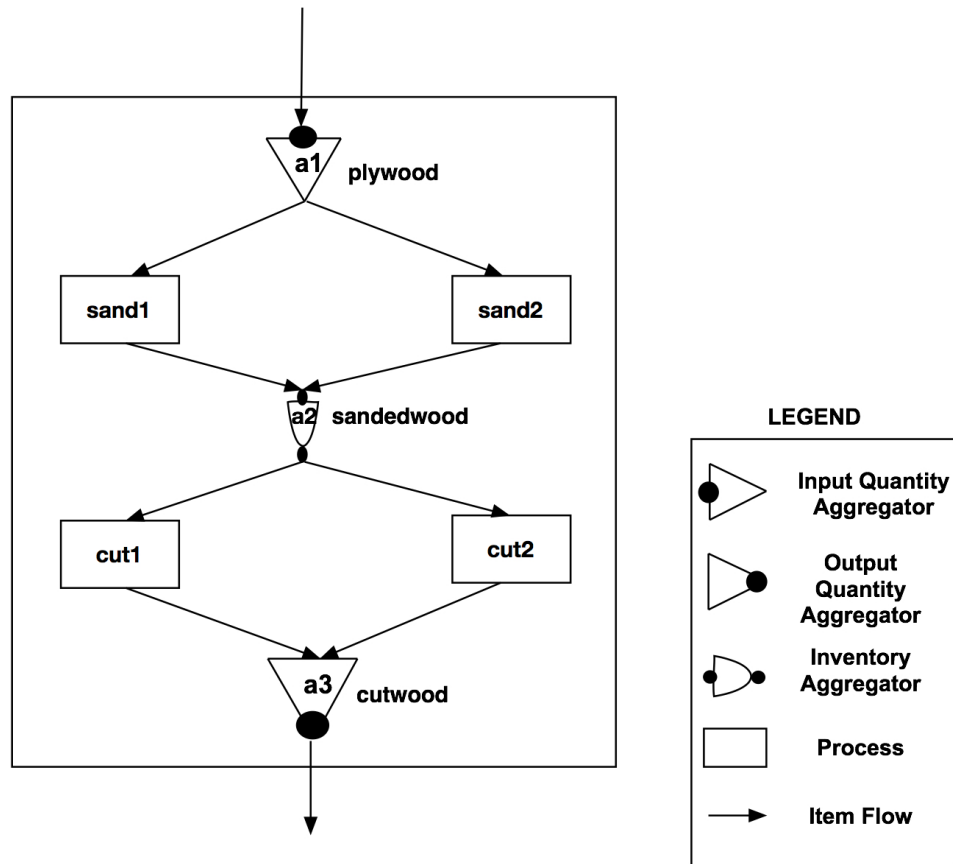 a1
plywood
sand1
sand2
a2
sandedwood
cut1
cut2
a3
cutwood
LEGEND
Input Quantity
Aggregator
Output
Quantity
Aggregator
Inventory
Aggregator
Process
Item Flow